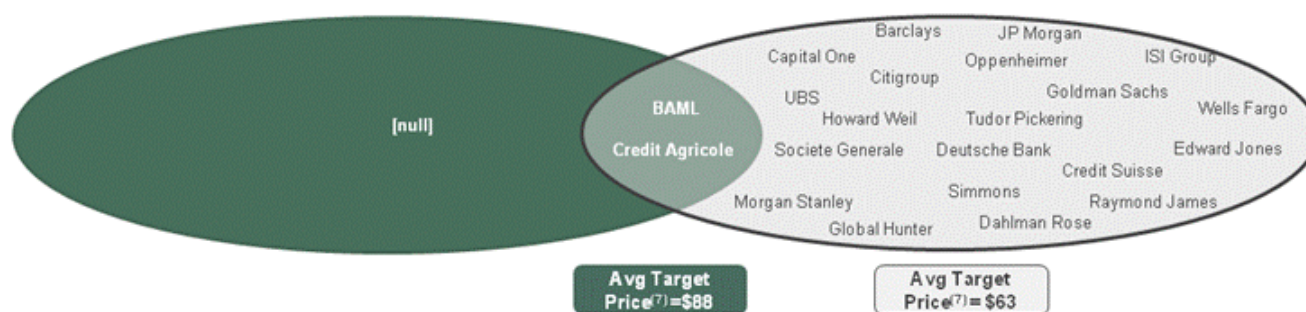 Barclays
JP Morgan
Capital One
Oppenheimer
ISI Group
Citigroup
Goldman Sachs
UBS
BAML
Wells Fargo
Howard Weil
Tudor Pickering
[null]
Credit Agricole
Societe Generale
Deutsche Bank
Edward Jones
Credit Suisse
Simmons
Morgan Stanley
Raymond James
Dahlman Rose
Global Hunter
Avg Target
Price(7)=$88
Avg Target
Price(7)= $63